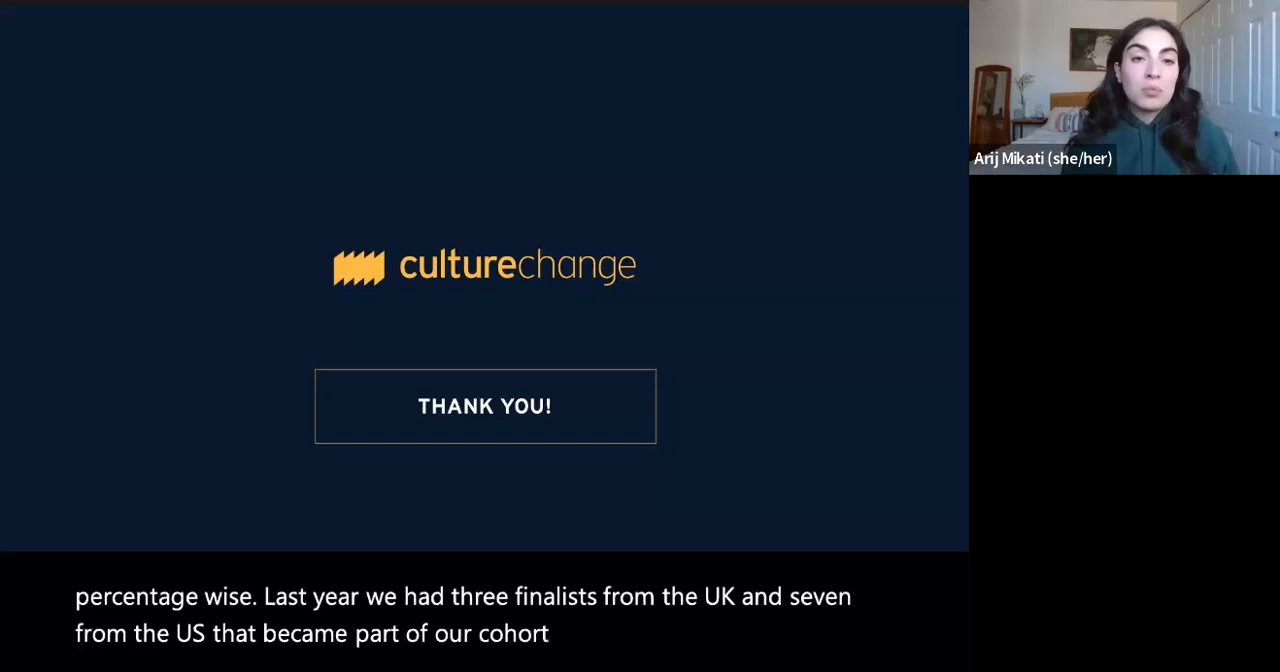 Arij Mikati (she/her)
culturechange
THANK YOU!
percentage wise. Last year we had three finalists from the UK and seven
from the US that became part of our cohort